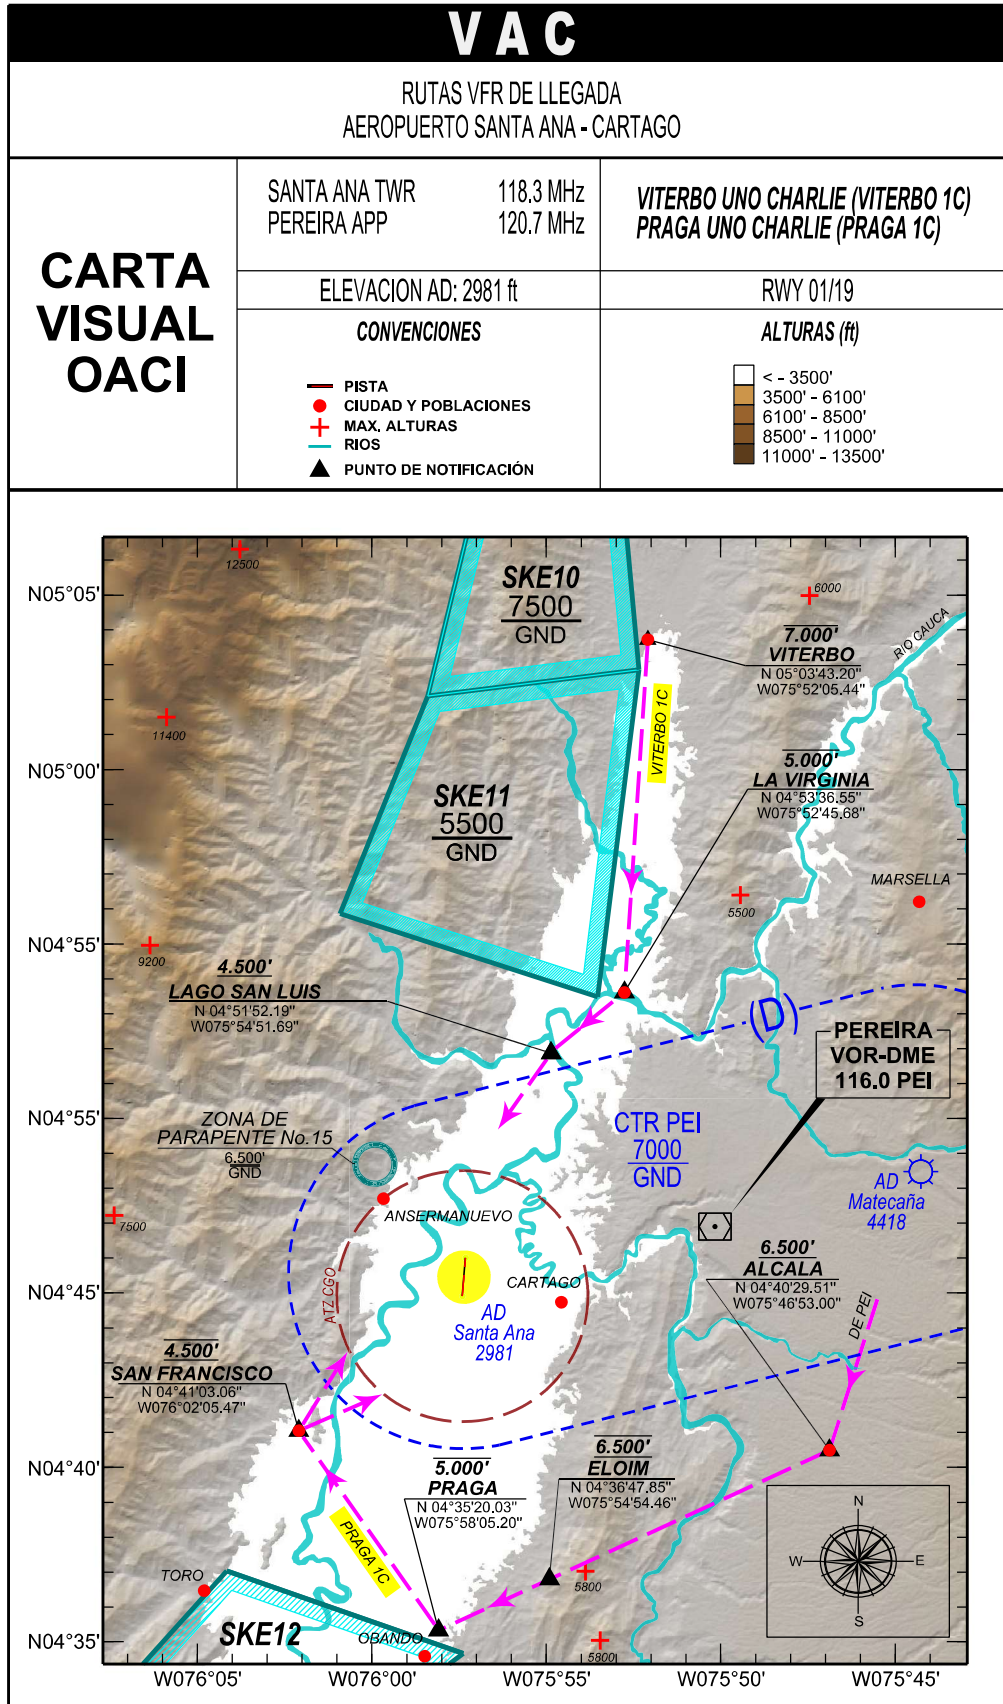 VAC
RUTAS VFR DE LLEGADA
AEROPUERTO SANTA ANA - CARTAGO
CARTA
VISUAL
OACI
SANTA ANA TWR 118.3 MHz
PEREIRA APP 120.7 MHz
VITERBO UNO CHARLIE (VITERBO 1C)
PRAGA UNO CHARLIE (PRAGA 1C)
ELEVACION AD: 2981 ft
RWY 01/19
CONVENCIONES
PISTA
CIUDAD Y POBLACIONES
MAX. ALTURAS
RIOS
PUNTO DE NOTIFICACIÓN
ALTURAS (ft)
< - 3500'
3500' - 6100'
6100' - 8500'
8500' - 11000'
11000' - 13500'
12500
SKE10
7500
GND
6000
N05°05'
RIO CAUCA
7.000'
VITERBO
N 05°03'43.20"
W075°52'05.44"
VITERBO 1C
11400
N05°00'
SKE11
5500
GND
5.000'
LA VIRGINIA
N 04°53'36.55"
W075°52'45.68"
MARSELLA
5500
N04°55'
9200
4.500'
LAGO SAN LUIS
N 04°51'52.19"
W075°54'51.69"
(D)
PEREIRA
VOR-DME
116.0 PEI
N04°55'
ZONA DE
PARAPENTE No.15
6.500'
GND
CTR PEI
7000
GND
AD
Matecaña
4418
7500
ANSERMANUEVO
6.500'
ALCALA
N 04°40'29.51"
W075°46'53.00"
N04°45'
ATZ CGO
CARTAGO
AD
Santa Ana
2981
DE PEI
4.500'
SAN FRANCISCO
N 04°41'03.06"
W076°02'05.47"
N04°40'
5.000'
PRAGA
N 04°35'20.03"
W075°58'05.20"
6.500'
ELOIM
N 04°36'47.85"
W075°54'54.46"
N
W E
S
PRAGA 1C
TORO
5800
SKE12
OBANDO
5800
N04°35'
W076°05' W076°00' W075°55' W075°50' W075°45'